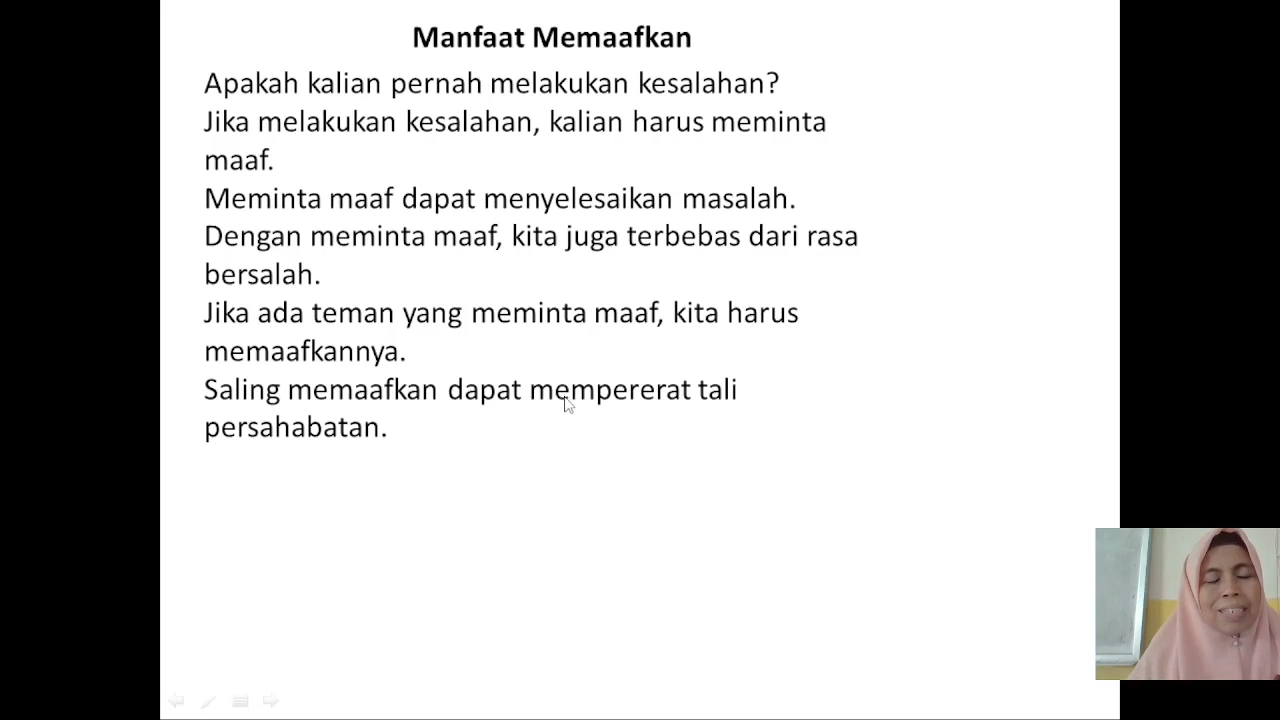 Manfaat Memaafkan
Apakah kalian pernah melakukan kesalahan?
Jika melakukan kesalahan, kalian harus meminta
maaf.
Meminta maaf dapat menyelesaikan masalah.
Dengan meminta maaf, kita juga terbebas dari rasa
bersalah.
Jika ada teman yang meminta maaf, kita harus
memaafkannya.
Saling memaafkan dapat mempererat tali
persahabatan.